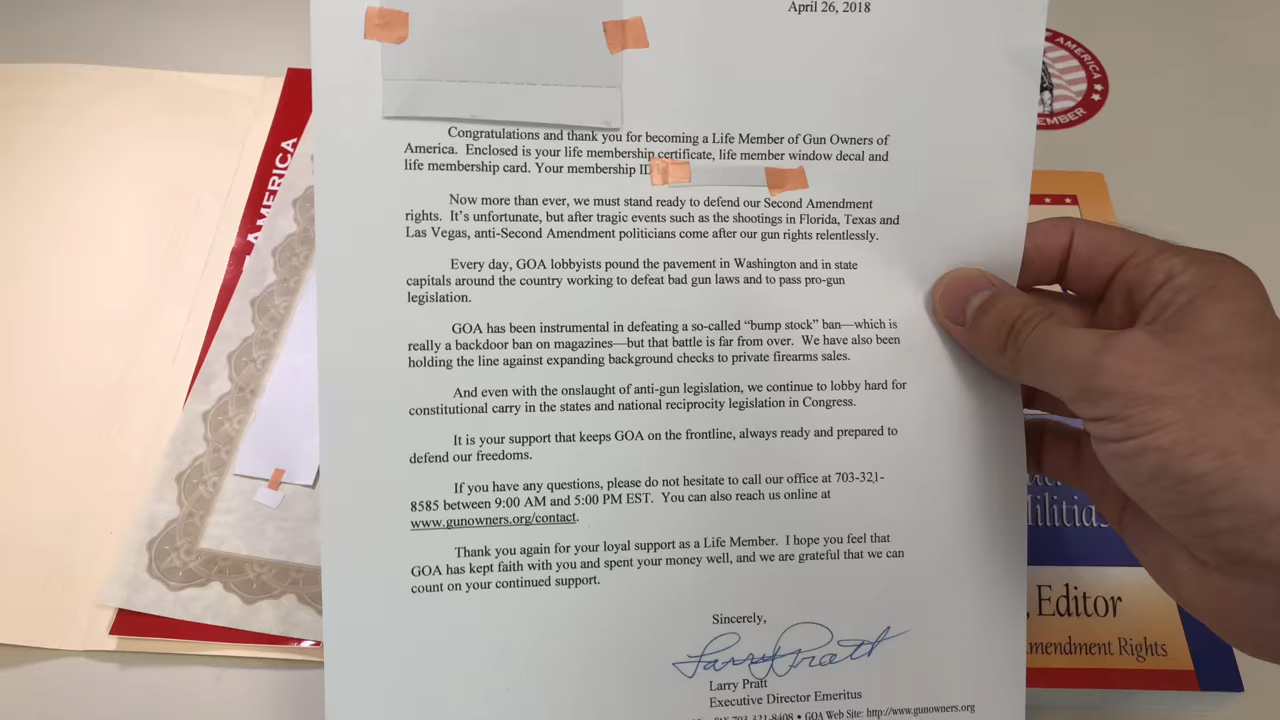 April 26, 2018
Congratulations and thank you for becoming a Life Member of Gun Owners of
America. Enclosed is your life membership certificate, life member window decal and
life membership card. Your membership ID
Now more than ever, we must stand ready to defend our Second Amendment
rights. It's unfortunate, but after tragic events such as the shootings in Florida, Texas and
Las Vegas, anti-Second Amendment politicians come after our gun rights relentlessly.
Every day, GOA lobbyists pound the pavement in Washington and in state
capitals around the country working to defeat bad gun laws and to pass pro-gun
legislation.
GOA has been instrumental in defeating a so-called "bump stock" ban—which is
really a backdoor ban on magazines—but that battle is far from over. We have also been
holding the line against expanding background checks to private firearms sales.
And even with the onslaught of anti-gun legislation, we continue to lobby hard for
constitutional carry in the states and national reciprocity legislation in Congress.
It is your support that keeps GOA on the frontline, always ready and prepared to
defend our freedoms.
If you have any questions, please do not hesitate to call our office at 703-321-
8585 between 9:00 AM and 5:00 PM EST. You can also reach us online at
www.gunowners.org/contact.
Thank you again for your loyal support as a Life Member. I hope you feel that
GOA has kept faith with you and spent your money well, and we are grateful that we can
count on your continued support.
Sincerely,
Larry Pratt
Larry Pratt
Executive Director Emeritus
FAX 703-321-8408 • GOA Web Site: http://www.gunowners.org
AMERICA
AMERICA
MEMBER
Militias
, Editor
mendment Rights